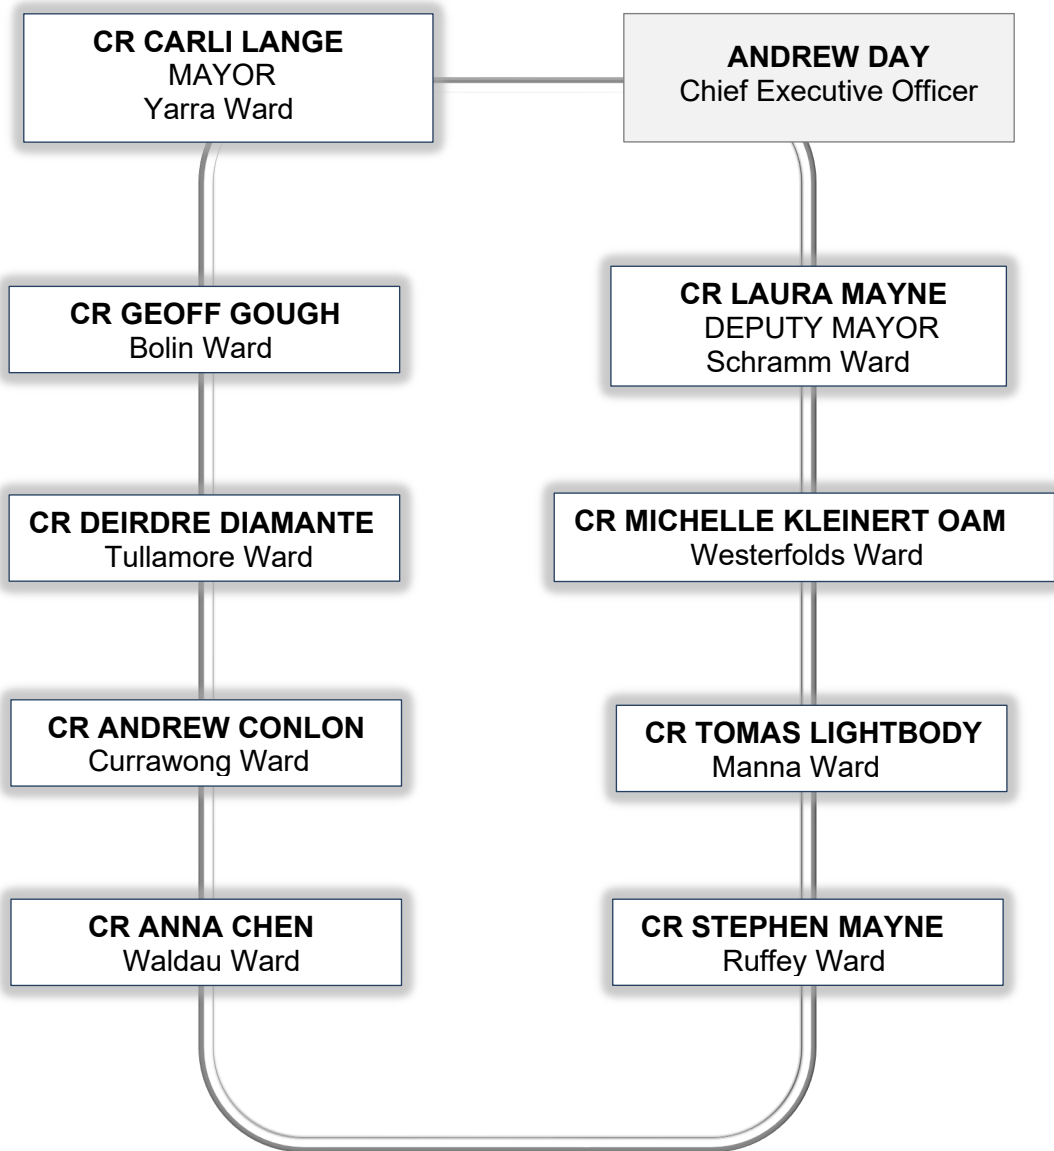 CR CARLI LANGE
MAYOR
Yarra Ward
ANDREW DAY
Chief Executive Officer
CR GEOFF GOUGH
Bolin Ward
CR LAURA MAYNE
DEPUTY MAYOR
Schramm Ward
CR DEIRDRE DIAMANTE
Tullamore Ward
CR MICHELLE KLEINERT OAM
Westerfolds Ward
CR ANDREW CONLON
Currawong Ward
CR TOMAS LIGHTBODY
Manna Ward
CR ANNA CHEN
Waldau Ward
CR STEPHEN MAYNE
Ruffey Ward